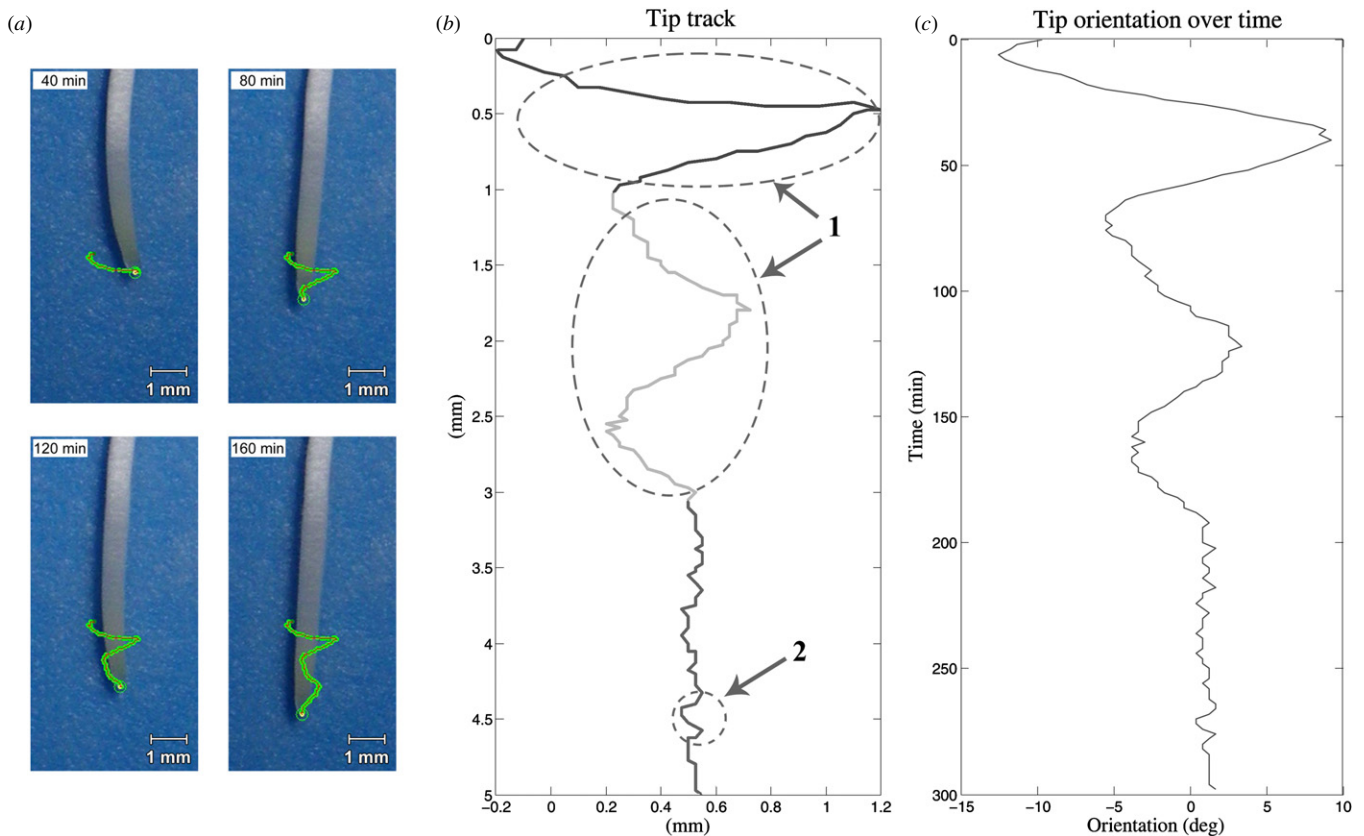 (a)
40 min
1 mm
80 min
1 mm
120 min
1 mm
160 min
1 mm
(b)
Tip track
0
0.5
1
1.5
2
2.5
3
3.5
4
4.5
5
(mm)
−0.2
0
0.2
0.4
0.6
0.8
1
1.2
(mm)
1
2
(c)
Tip orientation over time
0
50
100
150
200
250
300
Time (min)
−15
−10
−5
0
5
10
Orientation (deg)